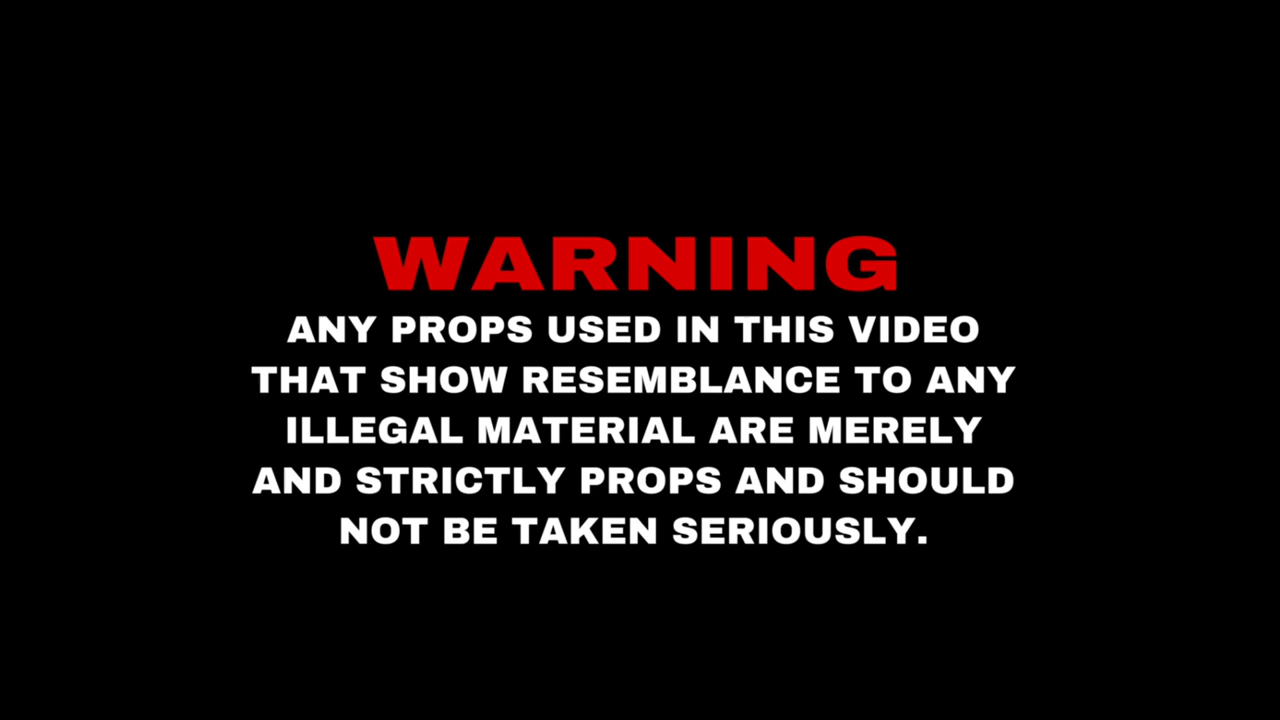 WARNING
ANY PROPS USED IN THIS VIDEO
THAT SHOW RESEMBLANCE TO ANY
ILLEGAL MATERIAL ARE MERELY
AND STRICTLY PROPS AND SHOULD
NOT BE TAKEN SERIOUSLY.